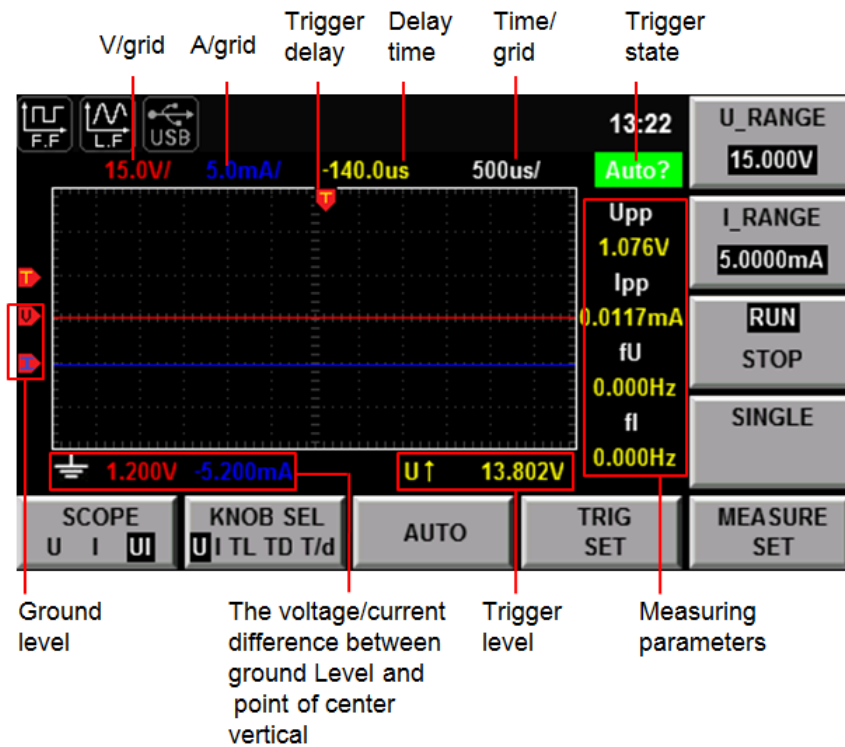 V/grid
A/grid
Trigger
delay
Delay
time
Time/
grid
Trigger
state
F.F
L.F
USB
13:22
15.0V/
5.0mA/
-140.0us
500us/
Auto?
T
T
U
I
Upp
1.076V
Ipp
0.0117mA
fU
0.000Hz
fI
0.000Hz
1.200V
-5.200mA
U↑
13.802V
U_RANGE
15.000V
I_RANGE
5.0000mA
RUN
STOP
SINGLE
SCOPE
U I UI
KNOB SEL
U I TL TD T/d
AUTO
TRIG
SET
MEASURE
SET
Ground
level
The voltage/current
difference between
ground Level and
point of center
vertical
Trigger
level
Measuring
parameters